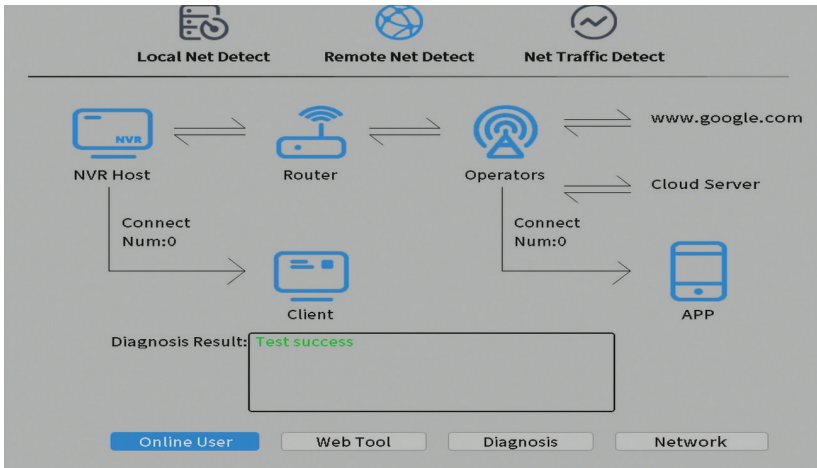 Local Net Detect
Remote Net Detect
Net Traffic Detect
NVR
www.google.com
NVR Host
Router
Operators
Cloud Server
Connect
Num:0
Connect
Num:0
Client
APP
Diagnosis Result:
Test success
Online User
Web Tool
Diagnosis
Network